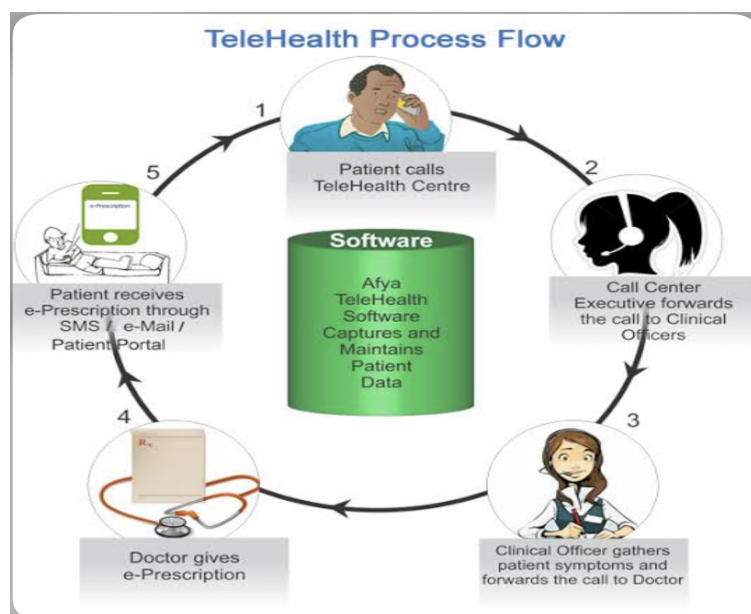 TeleHealth Process Flow
1
Patient calls
TeleHealth Centre
2
Call Center
Executive forwards
the call to Clinical
Officers
3
Clinical Officer gathers
patient symptoms and
forwards the call to Doctor
4
Rx
Doctor gives
e-Prescription
5
e-Prescription
Patient receives
e-Prescription through
SMS / e-Mail /
Patient Portal
Software
Afya
TeleHealth
Software
Captures and
Maintains
Patient
Data